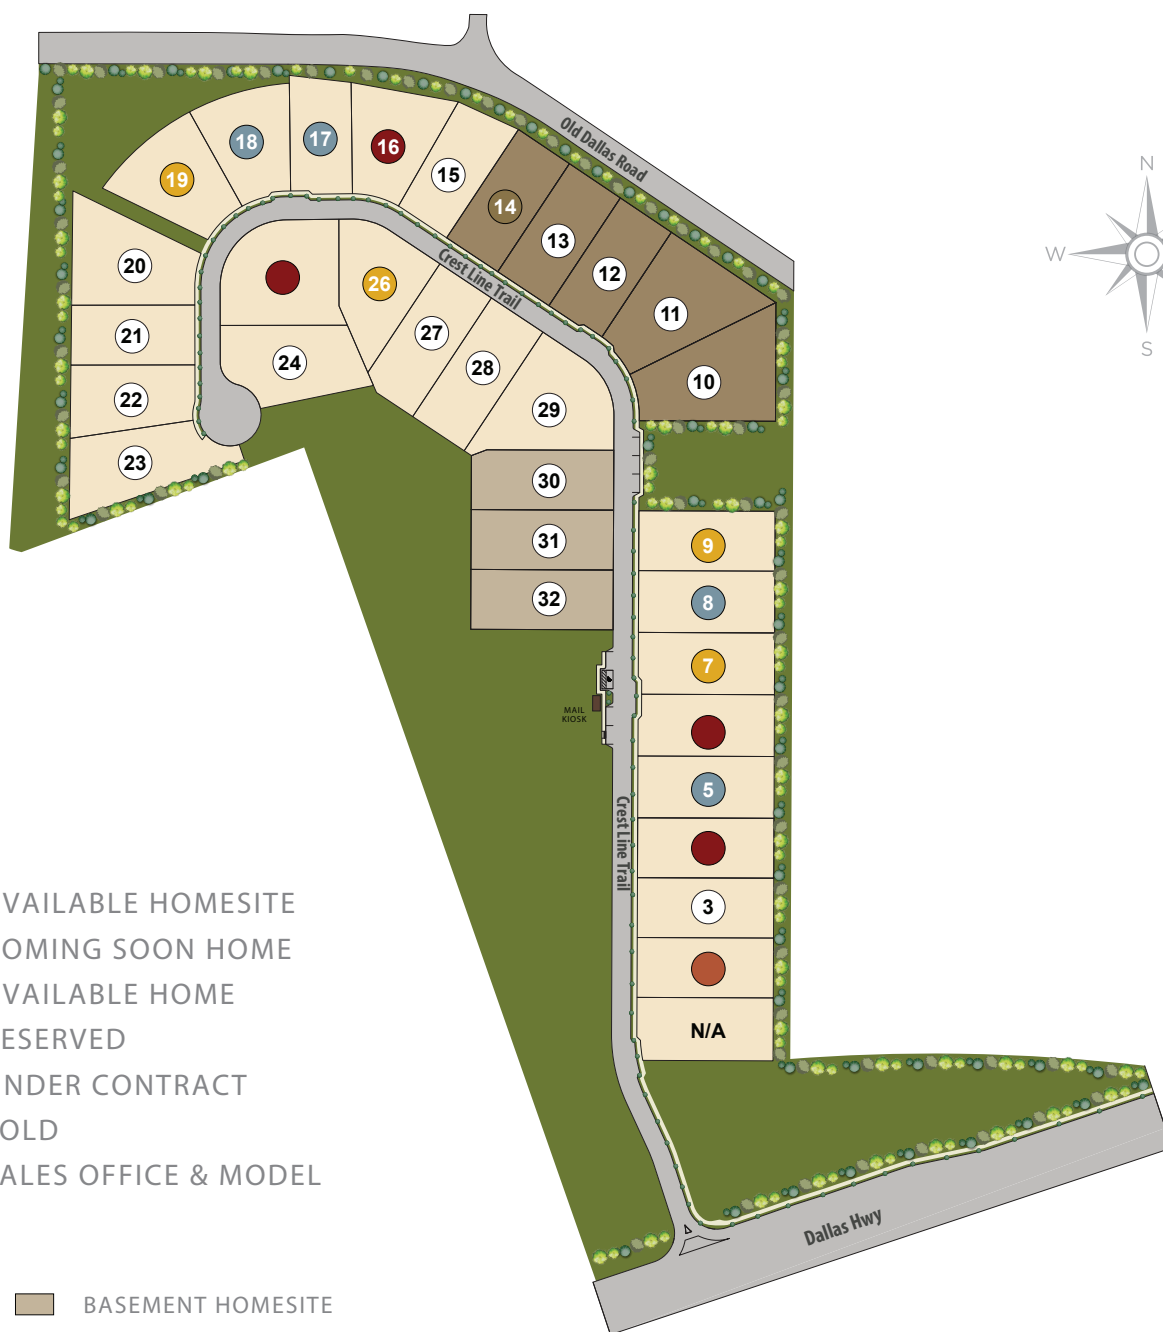 Old Dallas Road
N
W
S
18
17
16
19
15
14
13
12
11
10
20
21
22
23
26
24
27
28
29
30
31
32
Crest Line Trail
9
8
7
5
3
N/A
MAIL
KIOSK
Crest Line Trail
VAILABLE HOMESITE
OMING SOON HOME
VAILABLE HOME
ESERVED
NDER CONTRACT
OLD
ALES OFFICE & MODEL
Dallas Hwy
BASEMENT HOMESITE